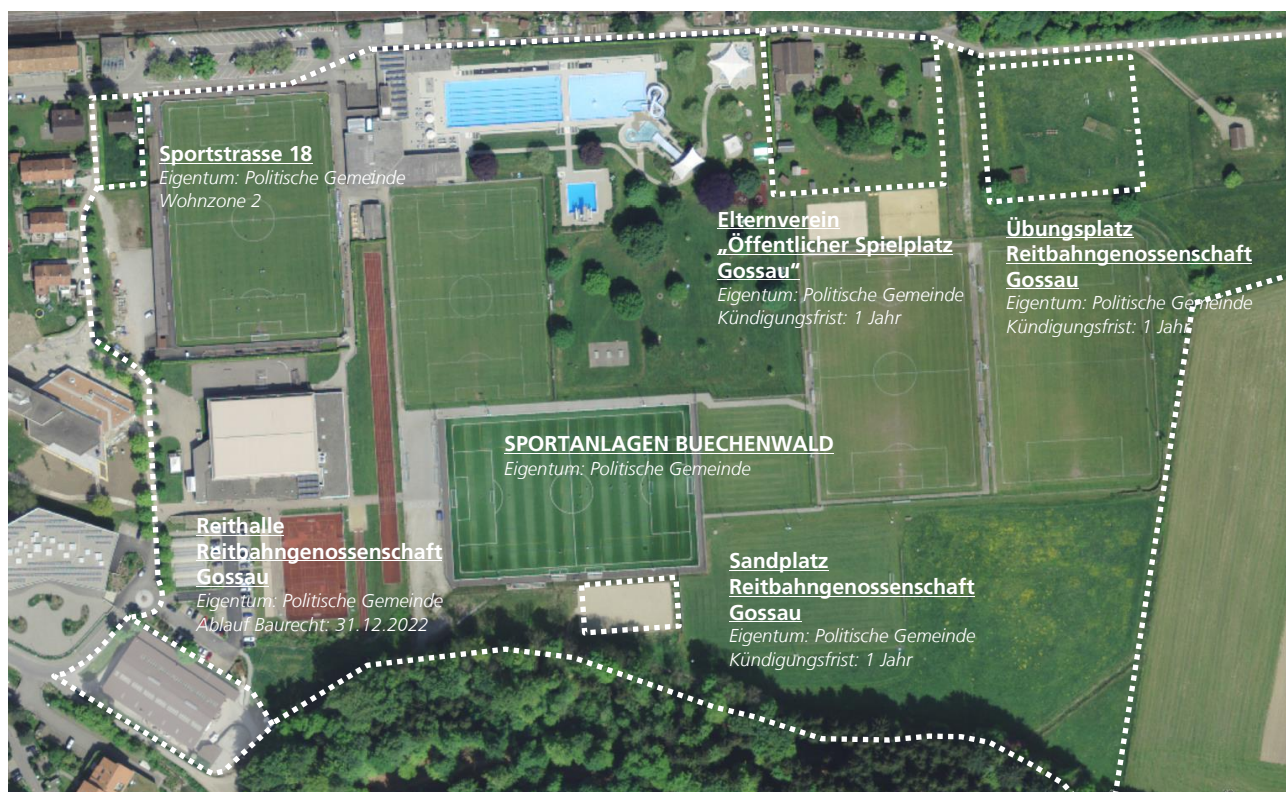 Sportstrasse 18
Eigentum: Politische Gemeinde
Wohnzone 2
Elternverein
„Öffentlicher Spielplatz
Gossau“
Eigentum: Politische Gemeinde
Kündigungsfrist: 1 Jahr
Übungsplatz
Reitbahngenossenschaft
Gossau
Eigentum: Politische Gemeinde
Kündigungsfrist: 1 Jahr
SPORTANLAGEN BUECHENWALD
Eigentum: Politische Gemeinde
Reithalle
Reitbahngenossenschaft
Gossau
Eigentum: Politische Gemeinde
Ablauf Baurecht: 31.12.2022
Sandplatz
Reitbahngenossenschaft
Gossau
Eigentum: Politische Gemeinde
Kündigungsfrist: 1 Jahr